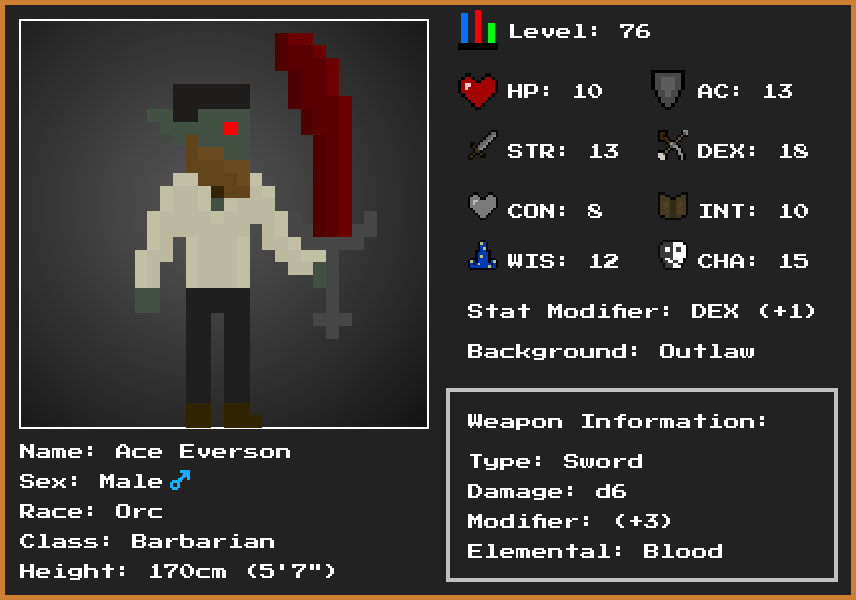 Level: 76
HP: 10 AC: 13
STR: 13 DEX: 18
CON: 8 INT: 10
WIS: 12 CHA: 15
Stat Modifier: DEX (+1)
Background: Outlaw
Name: Ace Everson
Sex: Male ♂
Race: Orc
Class: Barbarian
Height: 170cm (5'7")
Weapon Information:
Type: Sword
Damage: d6
Modifier: (+3)
Elemental: Blood